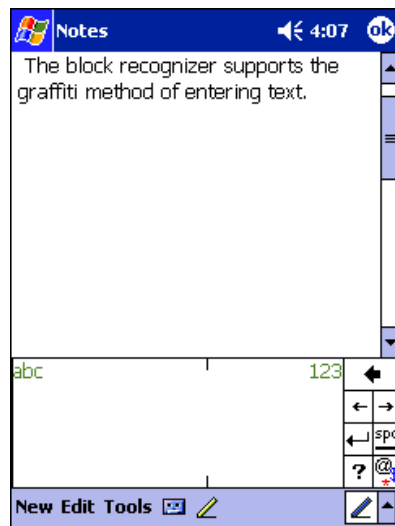 Notes 4:07 ok
The block recognizer supports the
graffiti method of entering text.
abc 123
spc
? @ *
New Edit Tools